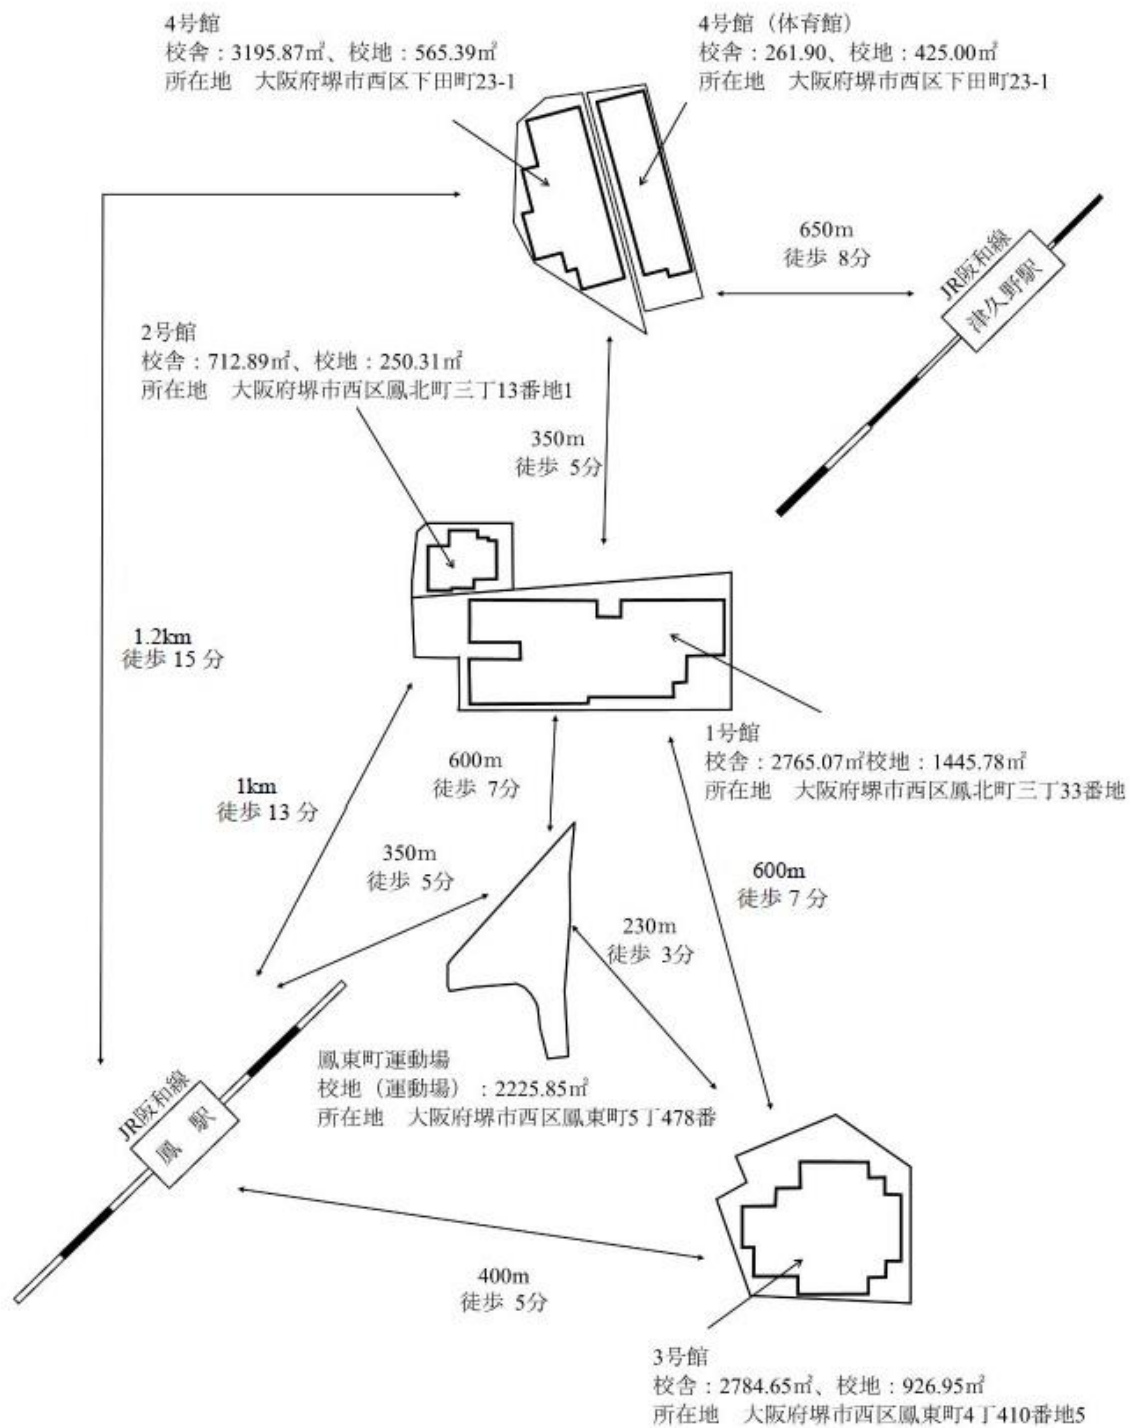 4号館
校舎：3195.87㎡、校地：565.39㎡
所在地　大阪府堺市西区下田町23-1
4号館（体育館）
校舎：261.90、校地：425.00㎡
所在地　大阪府堺市西区下田町23-1
650m
徒歩 8分
JR阪和線
津久野駅
2号館
校舎：712.89㎡、校地：250.31㎡
所在地　大阪府堺市西区鳳北町三丁13番地1
350m
徒歩 5分
1.2km
徒歩 15 分
1号館
校舎：2765.07㎡校地：1445.78㎡
所在地　大阪府堺市西区鳳北町三丁33番地
600m
徒歩 7分
1km
徒歩 13 分
350m
徒歩 5分
600m
徒歩 7 分
230m
徒歩 3分
鳳東町運動場
校地（運動場）：2225.85㎡
所在地　大阪府堺市西区鳳東町5丁478番
JR阪和線
鳳 駅
400m
徒歩 5分
3号館
校舎：2784.65㎡、校地：926.95㎡
所在地　大阪府堺市西区鳳東町4丁410番地5